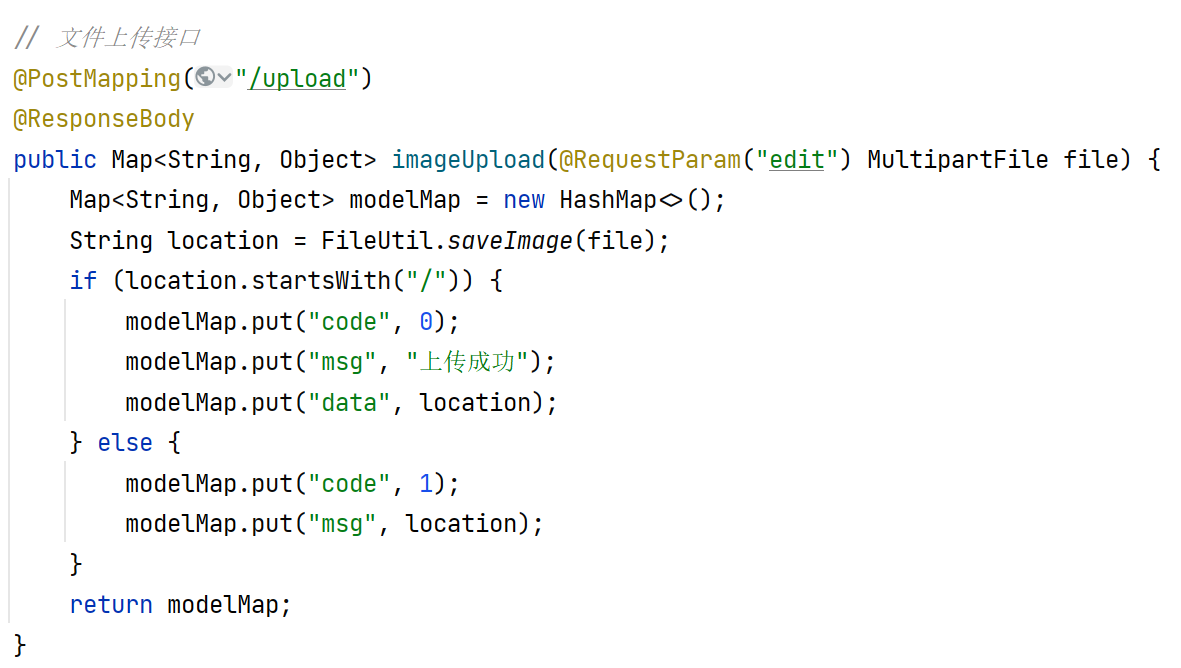 // 文件上传接口
@PostMapping("/upload")
@ResponseBody
public Map<String, Object> imageUpload(@RequestParam("edit") MultipartFile file) {
    Map<String, Object> modelMap = new HashMap<>();
    String location = FileUtil.saveImage(file);
    if (location.startsWith("/")) {
        modelMap.put("code", 0);
        modelMap.put("msg", "上传成功");
        modelMap.put("data", location);
    } else {
        modelMap.put("code", 1);
        modelMap.put("msg", location);
    }
    return modelMap;
}